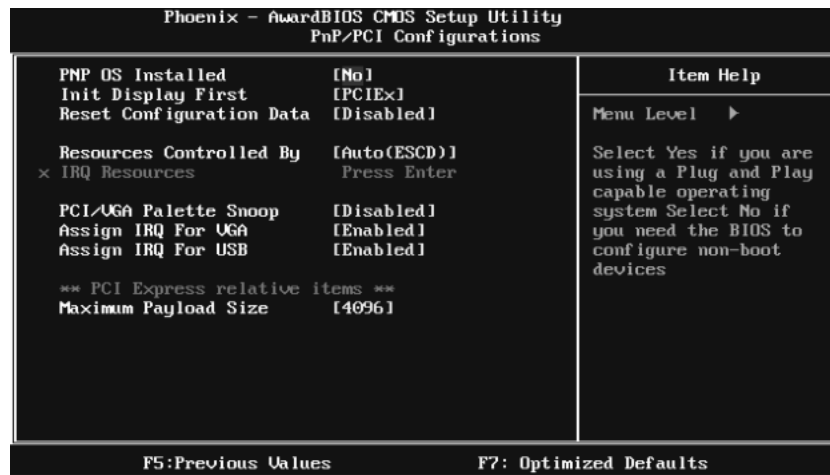 Phoenix - AwardBIOS CMOS Setup Utility
PnP/PCI Configurations
PNP OS Installed [No]
Init Display First [PCIEx]
Reset Configuration Data [Disabled]
Resources Controlled By [Auto(ESCD)]
x IRQ Resources Press Enter
PCI/VGA Palette Snoop [Disabled]
Assign IRQ For VGA [Enabled]
Assign IRQ For USB [Enabled]
** PCI Express relative items **
Maximum Payload Size [4096]
Item Help
Menu Level ▶
Select Yes if you are
using a Plug and Play
capable operating
system Select No if
you need the BIOS to
configure non-boot
devices
F5:Previous Values F7: Optimized Defaults